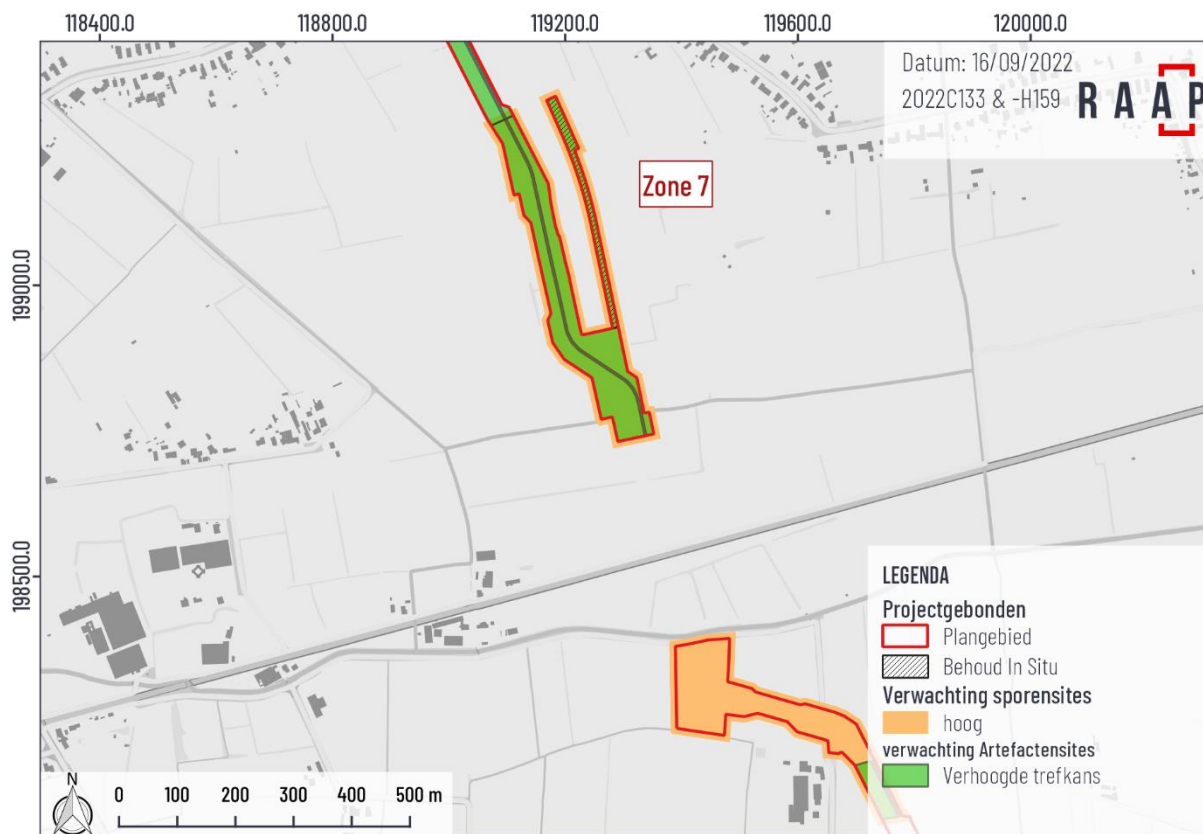 118400.0 118800.0 119200.0 119600.0 120000.0
Datum: 16/09/2022
2022C133 & -H159
RAAP
Zone 7
199000.0
198500.0
LEGENDA
Projectgebonden
Plangebied
Behoud In Situ
Verwachting sporensites
hoog
verwachting Artefactensites
Verhoogde trefkans
N
0 100 200 300 400 500 m